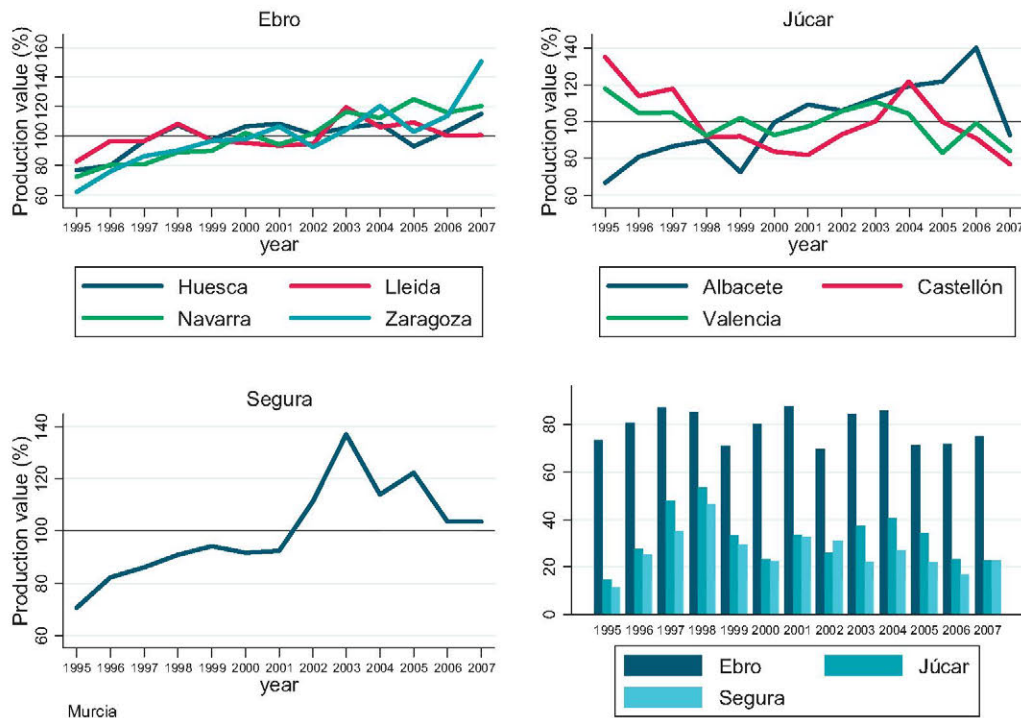 Ebro
Production value (%)
60 80 100 120 140 160
1995 1996 1997 1998 1999 2000 2001 2002 2003 2004 2005 2006 2007
year
Huesca Lleida
Navarra Zaragoza
Júcar
Production value (%)
60 80 100 120 140
1995 1996 1997 1998 1999 2000 2001 2002 2003 2004 2005 2006 2007
year
Albacete Castellón
Valencia
Segura
Production value (%)
60 80 100 120 140
1995 1996 1997 1998 1999 2000 2001 2002 2003 2004 2005 2006 2007
year
Murcia
0 20 40 60 80
1995 1996 1997 1998 1999 2000 2001 2002 2003 2004 2005 2006 2007
Ebro Júcar
Segura